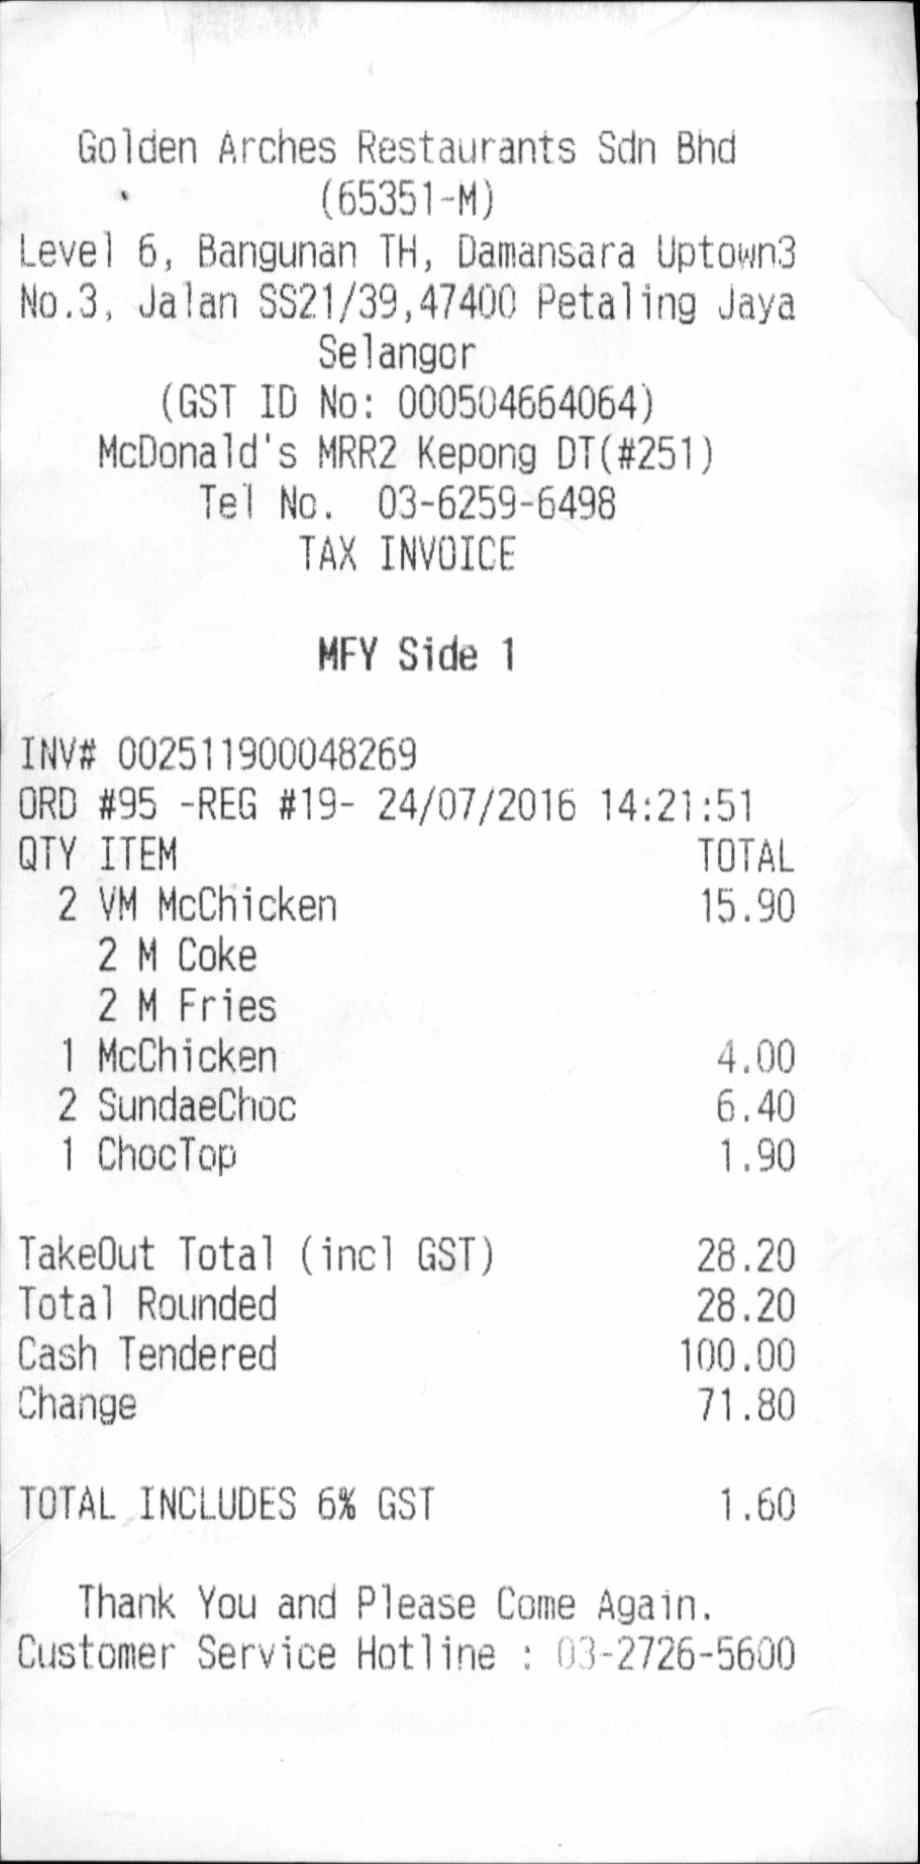 Golden Arches Restaurants Sdn Bhd
(65351-M)
Level 6, Bangunan TH, Damansara Uptown3
No.3, Jalan SS21/39,47400 Petaling Jaya
Selangor
(GST ID No: 000504664064)
McDonald's MRR2 Kepong DT(#251)
Tel No. 03-6259-6498
TAX INVOICE
MFY Side 1
INV# 002511900048269
ORD #95 -REG #19- 24/07/2016 14:21:51
QTY ITEM TOTAL
2 VM McChicken 15.90
2 M Coke
2 M Fries
1 McChicken 4.00
2 SundaeChoc 6.40
1 ChocTop 1.90
TakeOut Total (incl GST) 28.20
Total Rounded 28.20
Cash Tendered 100.00
Change 71.80
TOTAL INCLUDES 6% GST 1.60
Thank You and Please Come Again.
Customer Service Hotline : 03-2726-5600